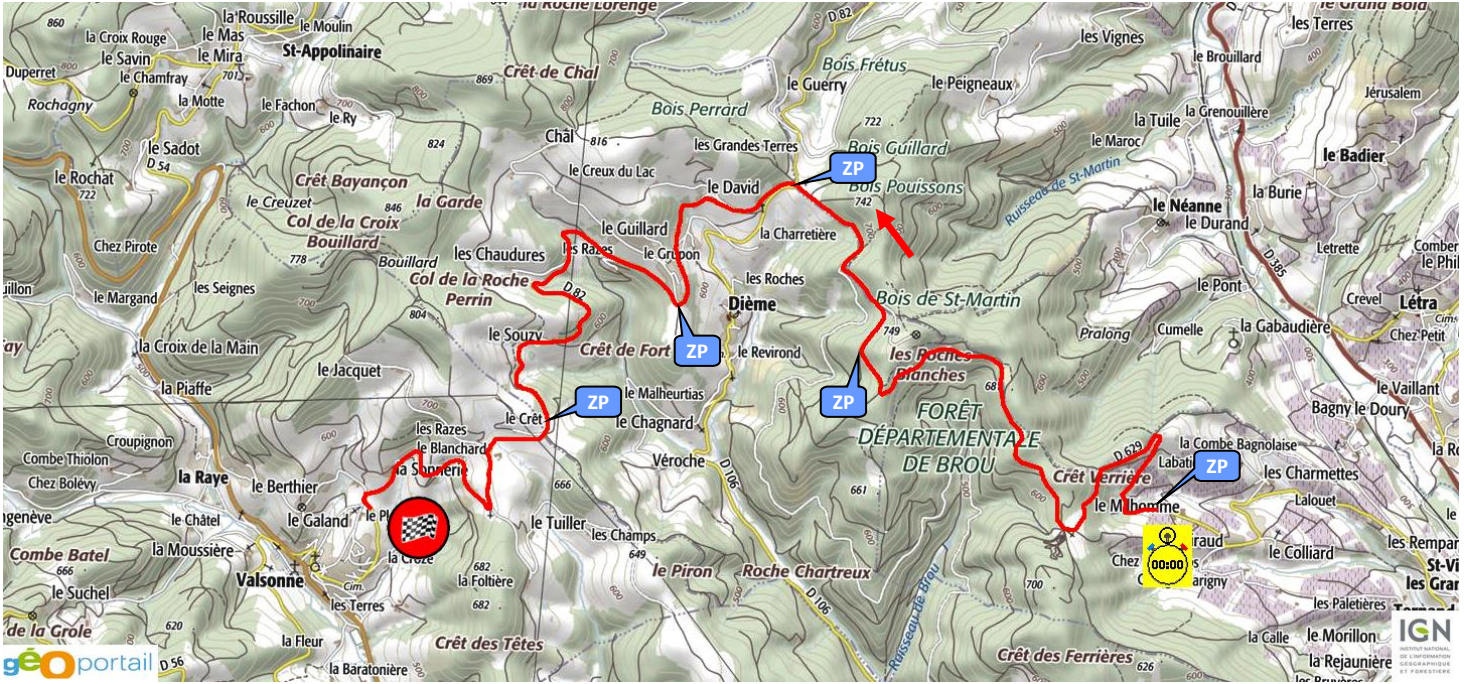 la Roussille
le Moulin
la Roche Lorenge
D 82
le Grand Bois
les Terres
la Croix Rouge
le Mas
le Savin
le Mira
St-Appolinaire
les Vignes
Duperret
le Chamfray
701
Crêt de Chal
869
Bois Frétus
le Brouillard
le Guerry
le Peigneaux
Rochagny
la Motte
le Fachon
le Ry
Bois Perrard
Jérusalem
la Grenouillère
la Tuile
722
le Sadot
D 54
824
Châl
816
les Grandes Terres
Bois Guillard
le Maroc
le Badier
le Rochat
722
Crêt Bayançon
le Creux du Lac
ZP
Ruisseau de St-Martin
le David
Bois Pouissons
742
la Burie
le Creuzet
846
la Garde
le Néanne
Col de la Croix
Bouillard
le Guillard
la Charretière
le Durand
Chez Pirote
les Chaudures
les Razes
le Grupon
Letrette
778
Bouillard
D 385
Col de la Roche
Perrin
D 82
les Roches
le Pont
le Margand
les Seignes
Dième
Bois de St-Martin
Crevel
Létra
804
749
Pralong
Cumelle
la Gabaudière
Chez Petit
le Souzy
la Croix de la Main
Crêt de Fort
ZP
le Revirond
les Roches
Blanches
le Jacquet
le Vaillant
la Piaffe
ZP
le Malheurtias
ZP
FORÊT
DÉPARTEMENTALE
DE BROU
Bagny le Doury
le Crêt
les Razes
le Chagnard
le Blanchard
Croupignon
la Combe Bagnolaise
Combe Thiolon
la Sonnerie
Véroche
D 629
ZP
Chez Bolévy
la Raye
le Berthier
Crêt Verrière
les Charmettes
666
661
D 106
le Galand
le Milhomme
Lalouet
le Châtel
le Tuiller
les Champs
la Moussière
le Colliard
00:00
Combe Batel
666
Valsonne
649
le Piron
Roche Chartreux
682
la Foltière
le Suchel
700
les Terres
682
D 106
les Paletières
de la Grole
620
la Fleur
Crêt des Têtes
Ruisseau de Brou
la Calle
le Morillon
IGN
INSTITUT NATIONAL
DE L'INFORMATION
GÉOGRAPHIQUE
ET FORESTIÈRE
géoportail
D 56
la Baratonière
Crêt des Ferrières
626
la Rejaunière